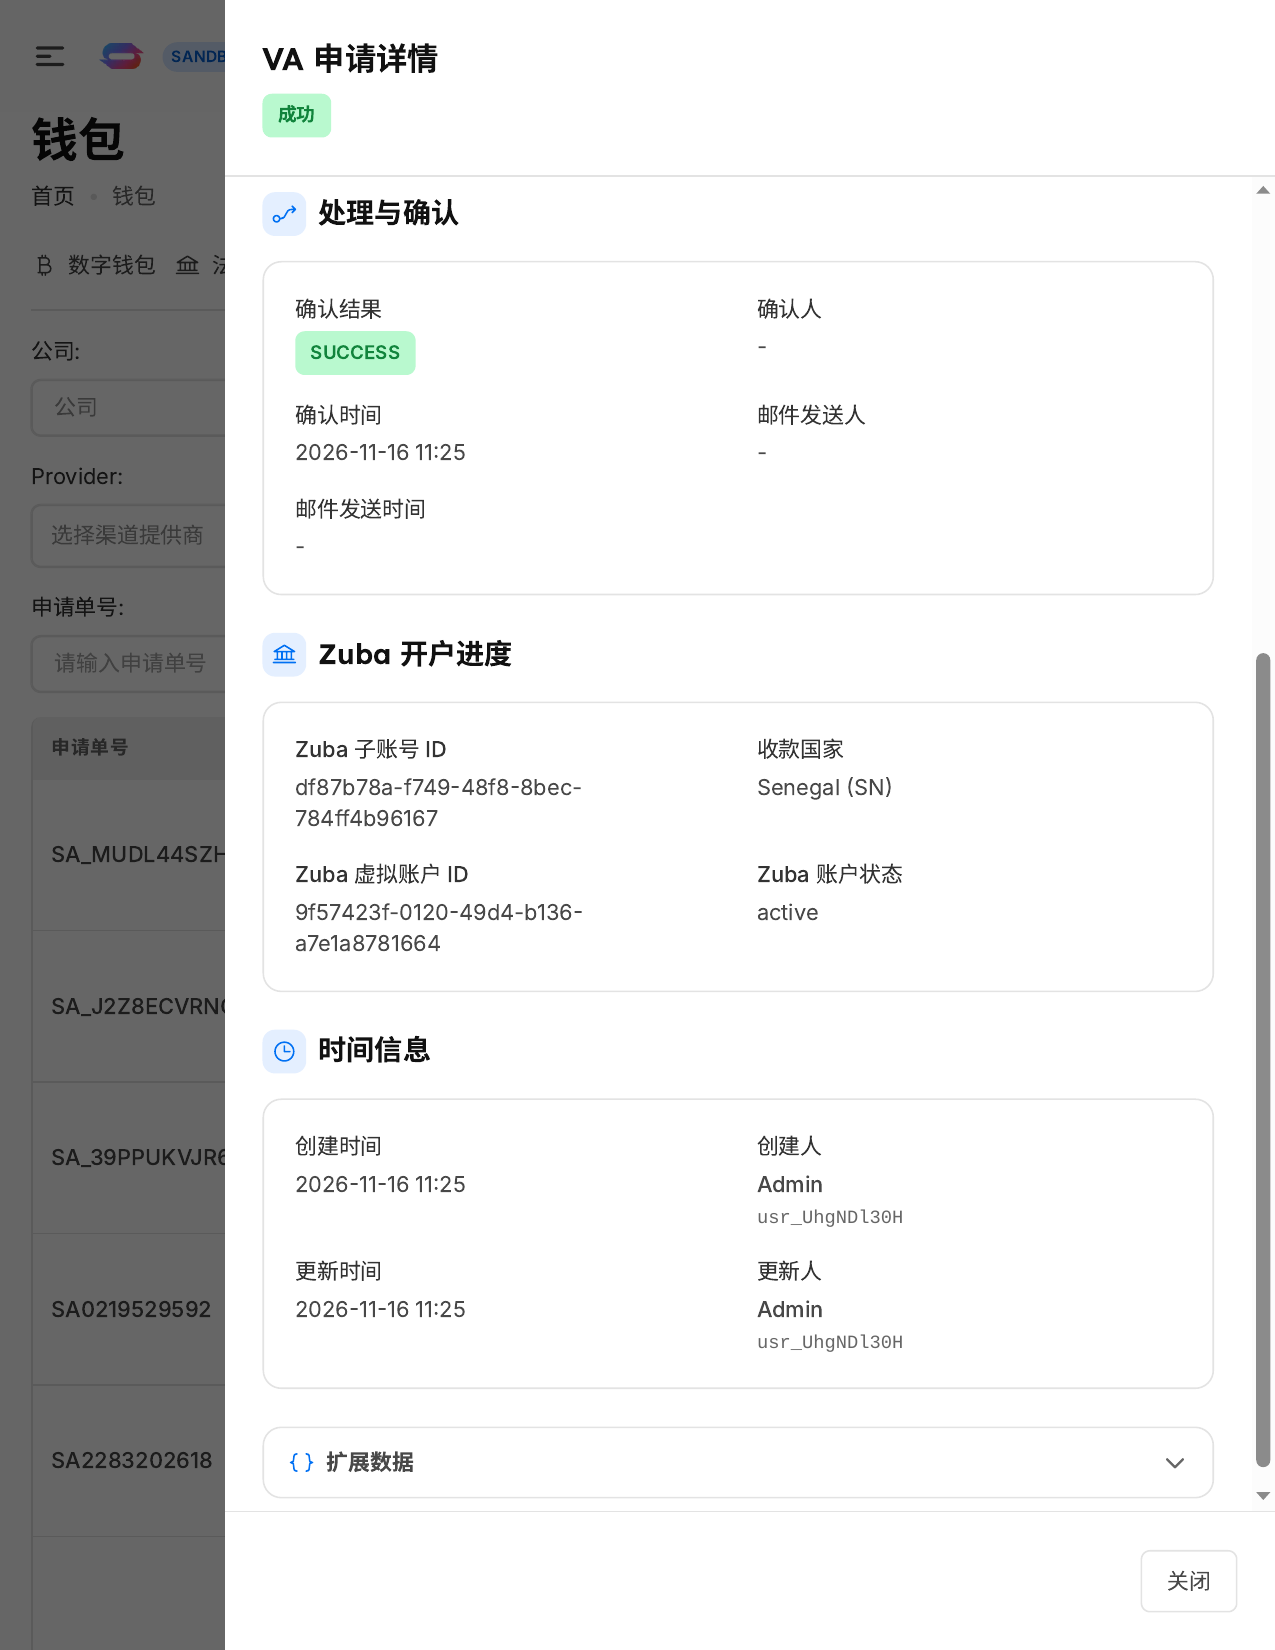 SANDB
钱包
首页 • 钱包
数字钱包
公司:
公司
Provider:
选择渠道提供商
申请单号:
请输入申请单号
申请单号
SA_MUDL44SZH
SA_J2Z8ECVRN
SA_39PPUKVJR6
SA0219529592
SA2283202618
VA 申请详情
成功
处理与确认
确认结果
SUCCESS
确认人
-
确认时间
2026-11-16 11:25
邮件发送人
-
邮件发送时间
-
Zuba 开户进度
Zuba 子账号 ID
df87b78a-f749-48f8-8bec-
784ff4b96167
收款国家
Senegal (SN)
Zuba 虚拟账户 ID
9f57423f-0120-49d4-b136-
a7e1a8781664
Zuba 账户状态
active
时间信息
创建时间
2026-11-16 11:25
创建人
Admin
usr_UhgNDl30H
更新时间
2026-11-16 11:25
更新人
Admin
usr_UhgNDl30H
{ } 扩展数据
关闭